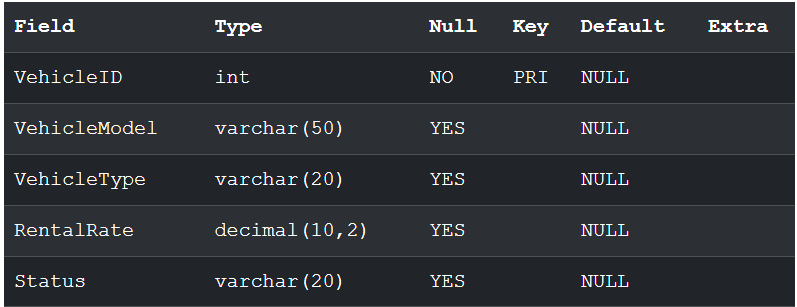 Field Type Null Key Default Extra
VehicleID int NO PRI NULL
VehicleModel varchar(50) YES NULL
VehicleType varchar(20) YES NULL
RentalRate decimal(10,2) YES NULL
Status varchar(20) YES NULL